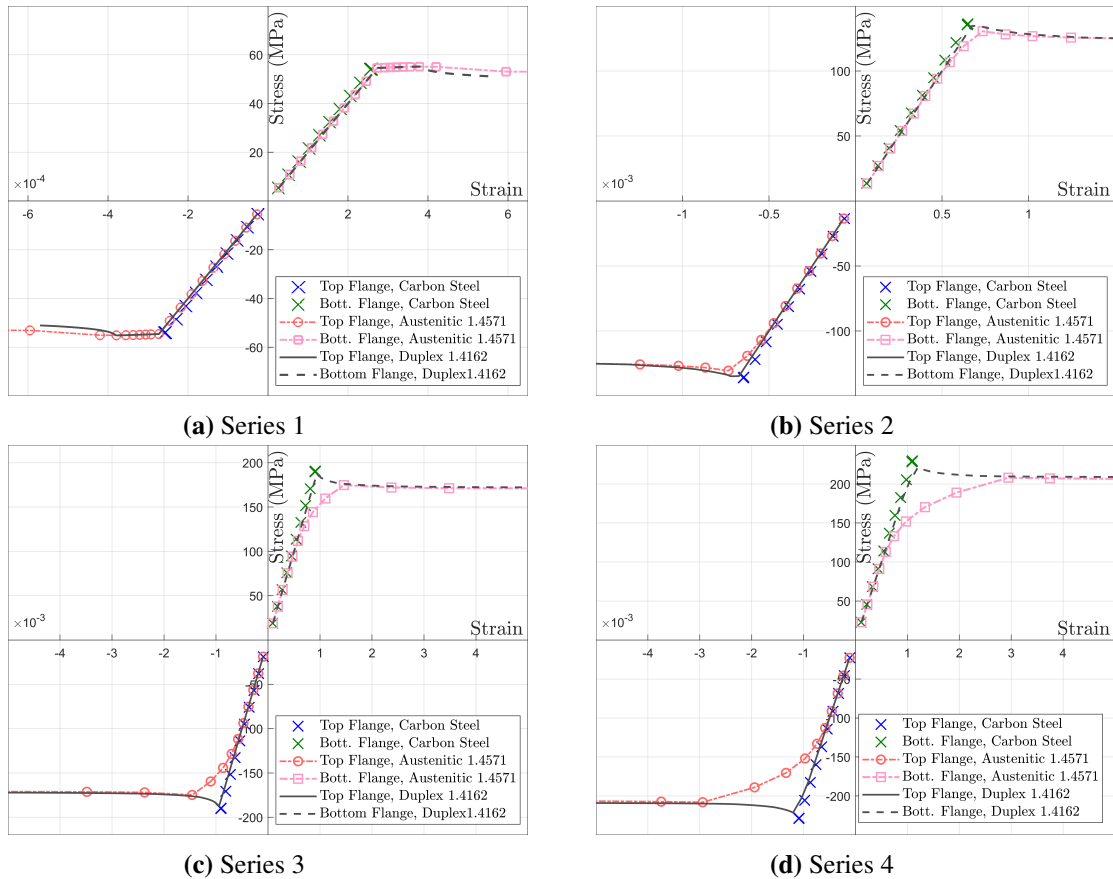 Stress (MPa)
60
40
20
×10⁻⁴
Strain
-6
-4
-2
2
4
6
-20
-40
-60
Top Flange, Carbon Steel
Bott. Flange, Carbon Steel
Top Flange, Austenitic 1.4571
Bott. Flange, Austenitic 1.4571
Top Flange, Duplex 1.4162
Bottom Flange, Duplex1.4162
(a) Series 1
Stress (MPa)
100
50
×10⁻³
Strain
-1
-0.5
0.5
1
-50
-100
Top Flange, Carbon Steel
Bott. Flange, Carbon Steel
Top Flange, Austenitic 1.4571
Bott. Flange, Austenitic 1.4571
Top Flange, Duplex 1.4162
Bottom Flange, Duplex1.4162
(b) Series 2
Stress (MPa)
200
150
100
50
×10⁻³
Strain
-4
-3
-2
-1
1
2
3
4
-50
-100
-150
-200
Top Flange, Carbon Steel
Bott. Flange, Carbon Steel
Top Flange, Austenitic 1.4571
Bott. Flange, Austenitic 1.4571
Top Flange, Duplex 1.4162
Bottom Flange, Duplex1.4162
(c) Series 3
Stress (MPa)
200
150
100
50
×10⁻³
Strain
-4
-3
-2
-1
1
2
3
4
-50
-100
-150
-200
Top Flange, Carbon Steel
Bott. Flange, Carbon Steel
Top Flange, Austenitic 1.4571
Bott. Flange, Austenitic 1.4571
Top Flange, Duplex 1.4162
Bott. Flange, Duplex1.4162
(d) Series 4